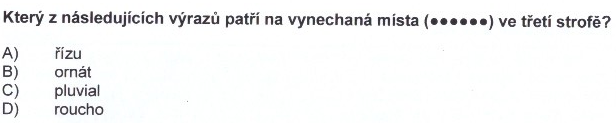 Který z následujících výrazů patří na vynechaná místa (●●●●●●) ve třetí strofě?
A) řízu
B) ornát
C) pluvial
D) roucho